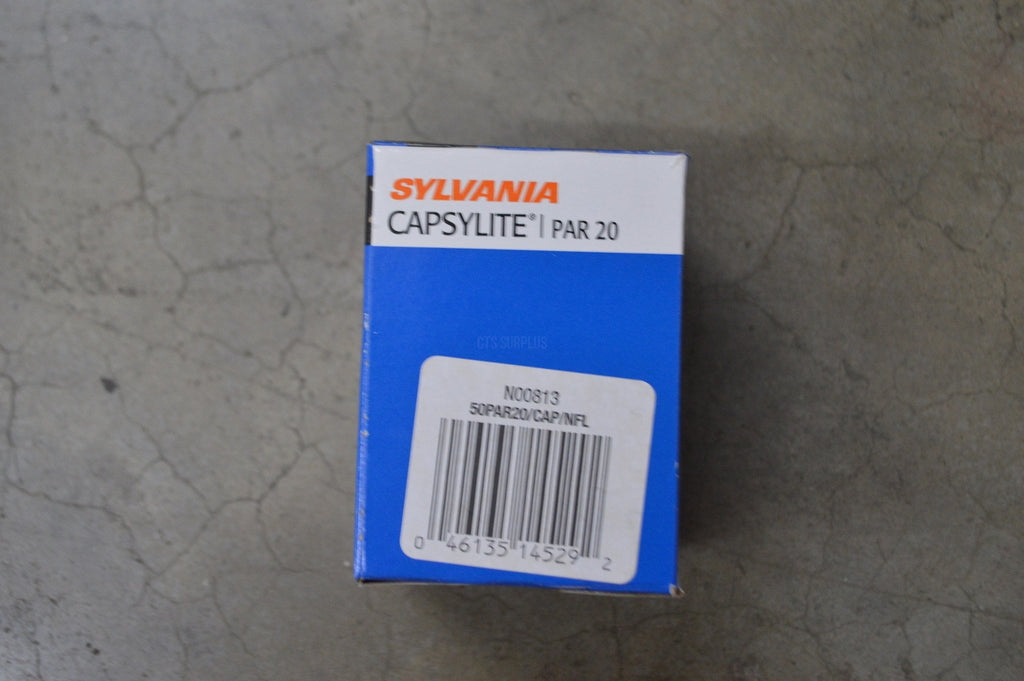 SYLVANIA
CAPSYLITE® | PAR 20
CTS SURPLUS
N00813
50PAR20/CAP/NFL
0 46135 14529 2